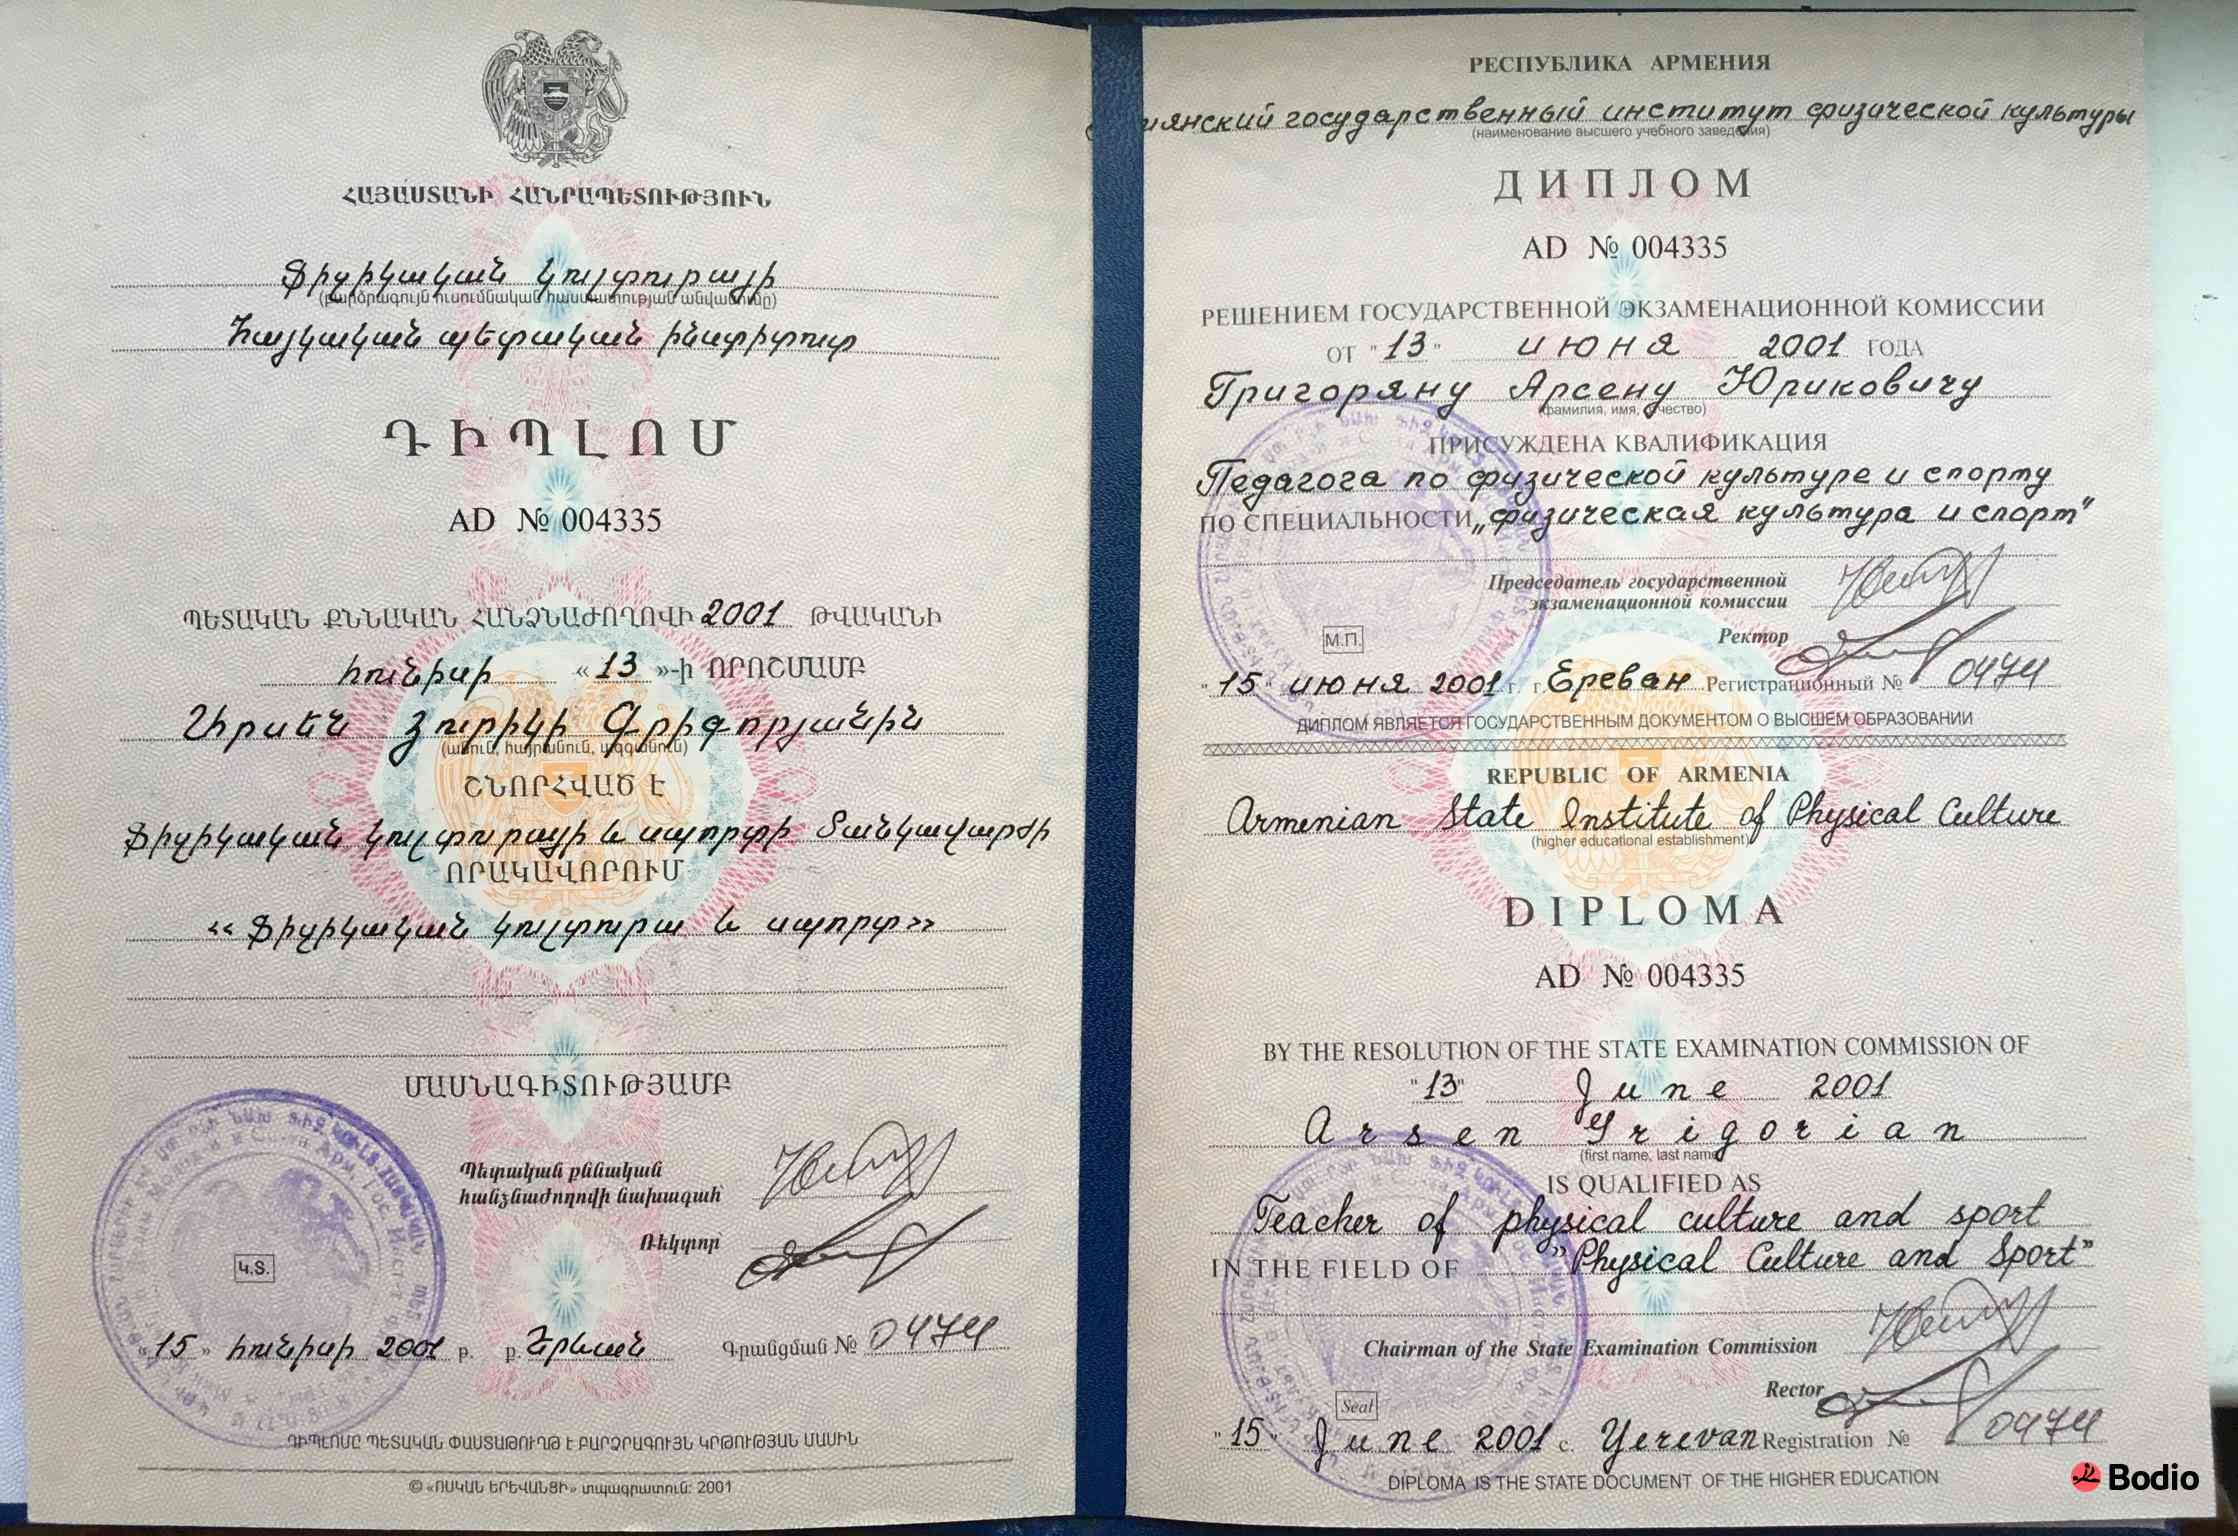 ՀԱՅԱՍՏԱՆԻ ՀԱՆՐԱՊԵՏՈՒԹՅՈՒՆ
Ֆիզիկական կուլտուրայի
(բարձրագույն ուսումնական հաստատության անվանումը)
Հայկական պետական ինստիտուտ
ԴԻՊԼՈՄ
AD № 004335
ՊԵՏԱԿԱՆ ՔՆՆԱԿԱՆ ՀԱՆՁՆԱԺՈՂՈՎԻ 2001 ԹՎԱԿԱՆԻ
հունիսի «13»-ի ՈՐՈՇՄԱՄԲ
Արսեն Յուրիկի Գրիգորյանին
(անուն, հայրանուն, ազգանուն)
ՇՆՈՐՀՎԱԾ Է
Ֆիզիկական կուլտուրայի և սպորտի մանկավարժի
ՈՐԱԿԱՎՈՐՈՒՄ
«Ֆիզիկական կուլտուրա և սպորտ»
ՄԱՍՆԱԳԻՏՈՒԹՅԱՄԲ
Պետական քննական
հանձնաժողովի նախագահ՝
Ռեկտոր՝
Կ.Տ.
«15» հունիսի 2001 թ. ք. Երևան Գրանցման № 0474
ԴԻՊԼՈՄԸ ՊԵՏԱԿԱՆ ՓԱՍՏԱԹՈՒՂԹ Է ԲԱՐՁՐԱԳՈՒՅՆ ԿՐԹՈՒԹՅԱՆ ՄԱՍԻՆ
© «ՈՍԿԱՆ ԵՐԵՎԱՆՑԻ» տպագրատուն: 2001
РЕСПУБЛИКА АРМЕНИЯ
государственный институт физической культуры
(наименование высшего учебного заведения)
ДИПЛОМ
AD № 004335
РЕШЕНИЕМ ГОСУДАРСТВЕННОЙ ЭКЗАМЕНАЦИОННОЙ КОМИССИИ
ОТ "13" июня 2001 ГОДА
Григоряну Арсену Юриковичу
(фамилия, имя, отчество)
ПРИСУЖДЕНА КВАЛИФИКАЦИЯ
Педагога по физической культуре и спорту
ПО СПЕЦИАЛЬНОСТИ „физическая культура и спорт"
Председатель государственной
экзаменационной комиссии
Ректор
М.П.
"15" июня 2001 г. г. Ереван Регистрационный № 0474
ДИПЛОМ ЯВЛЯЕТСЯ ГОСУДАРСТВЕННЫМ ДОКУМЕНТОМ О ВЫСШЕМ ОБРАЗОВАНИИ
REPUBLIC OF ARMENIA
Armenian State Institute of Physical Culture
(higher educational establishment)
DIPLOMA
AD № 004335
BY THE RESOLUTION OF THE STATE EXAMINATION COMMISSION OF
"13" June 2001
Arsen Grigorian
(first name, last name)
IS QUALIFIED AS
Teacher of physical culture and sport
IN THE FIELD OF "Physical Culture and Sport"
Chairman of the State Examination Commission
Rector
Seal
"15" June 2001 c. Yerevan Registration № 0474
DIPLOMA IS THE STATE DOCUMENT OF THE HIGHER EDUCATION
Bodio